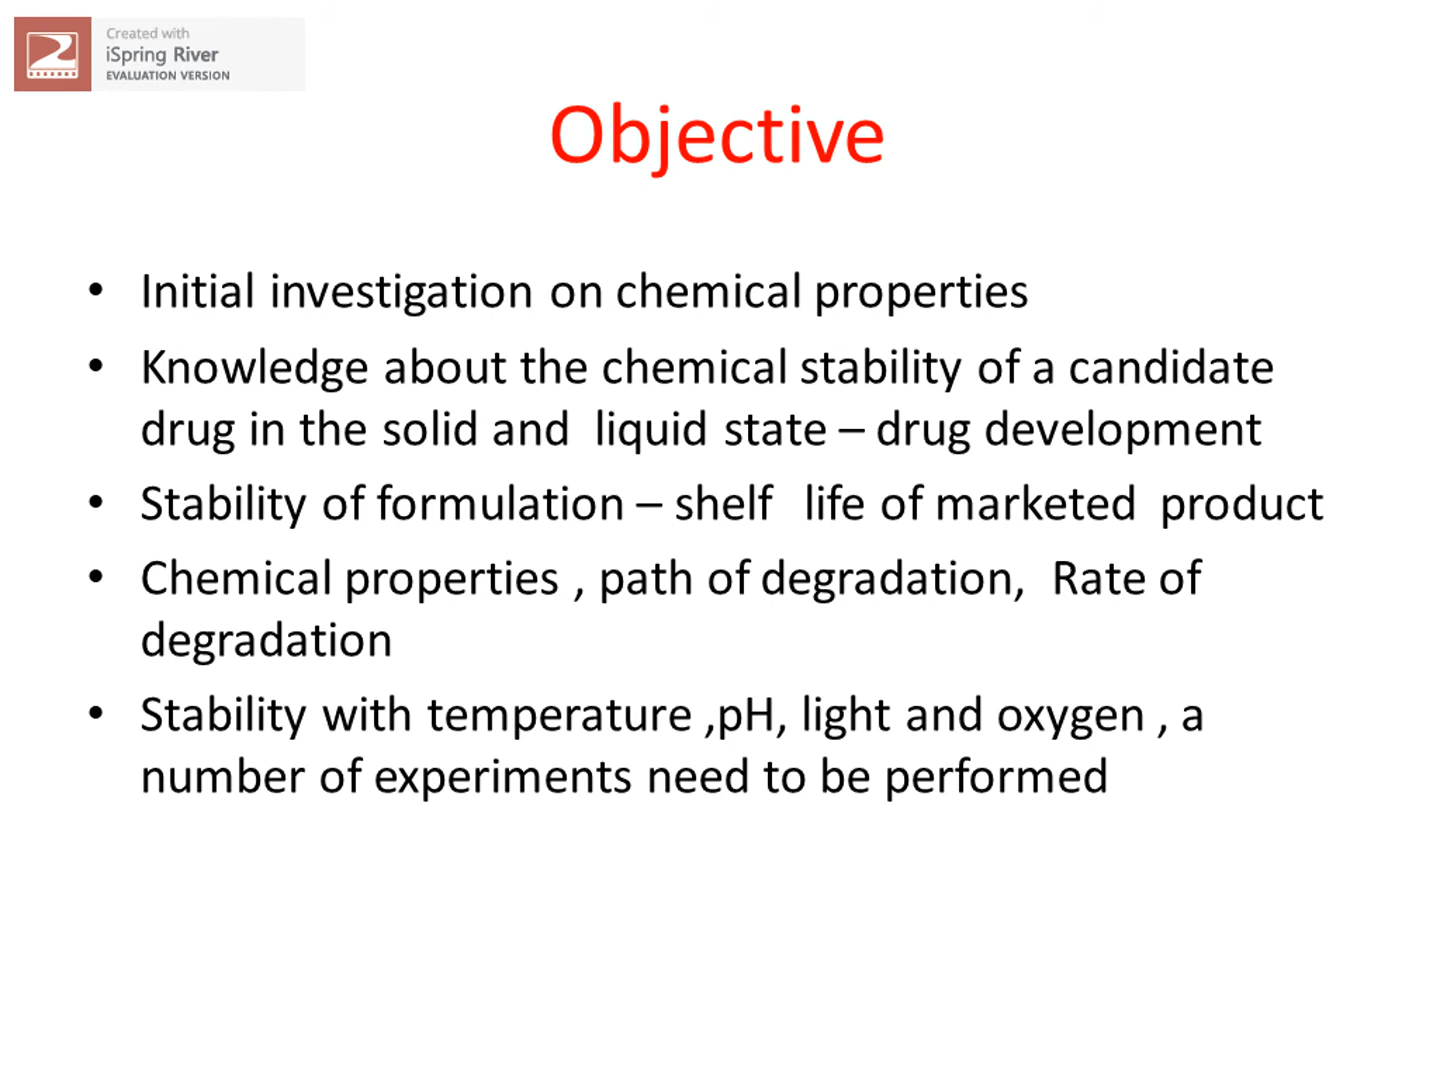 Created with
iSpring River
EVALUATION VERSION
Objective
• Initial investigation on chemical properties
• Knowledge about the chemical stability of a candidate
drug in the solid and liquid state – drug development
• Stability of formulation – shelf life of marketed product
• Chemical properties , path of degradation, Rate of
degradation
• Stability with temperature ,pH, light and oxygen , a
number of experiments need to be performed